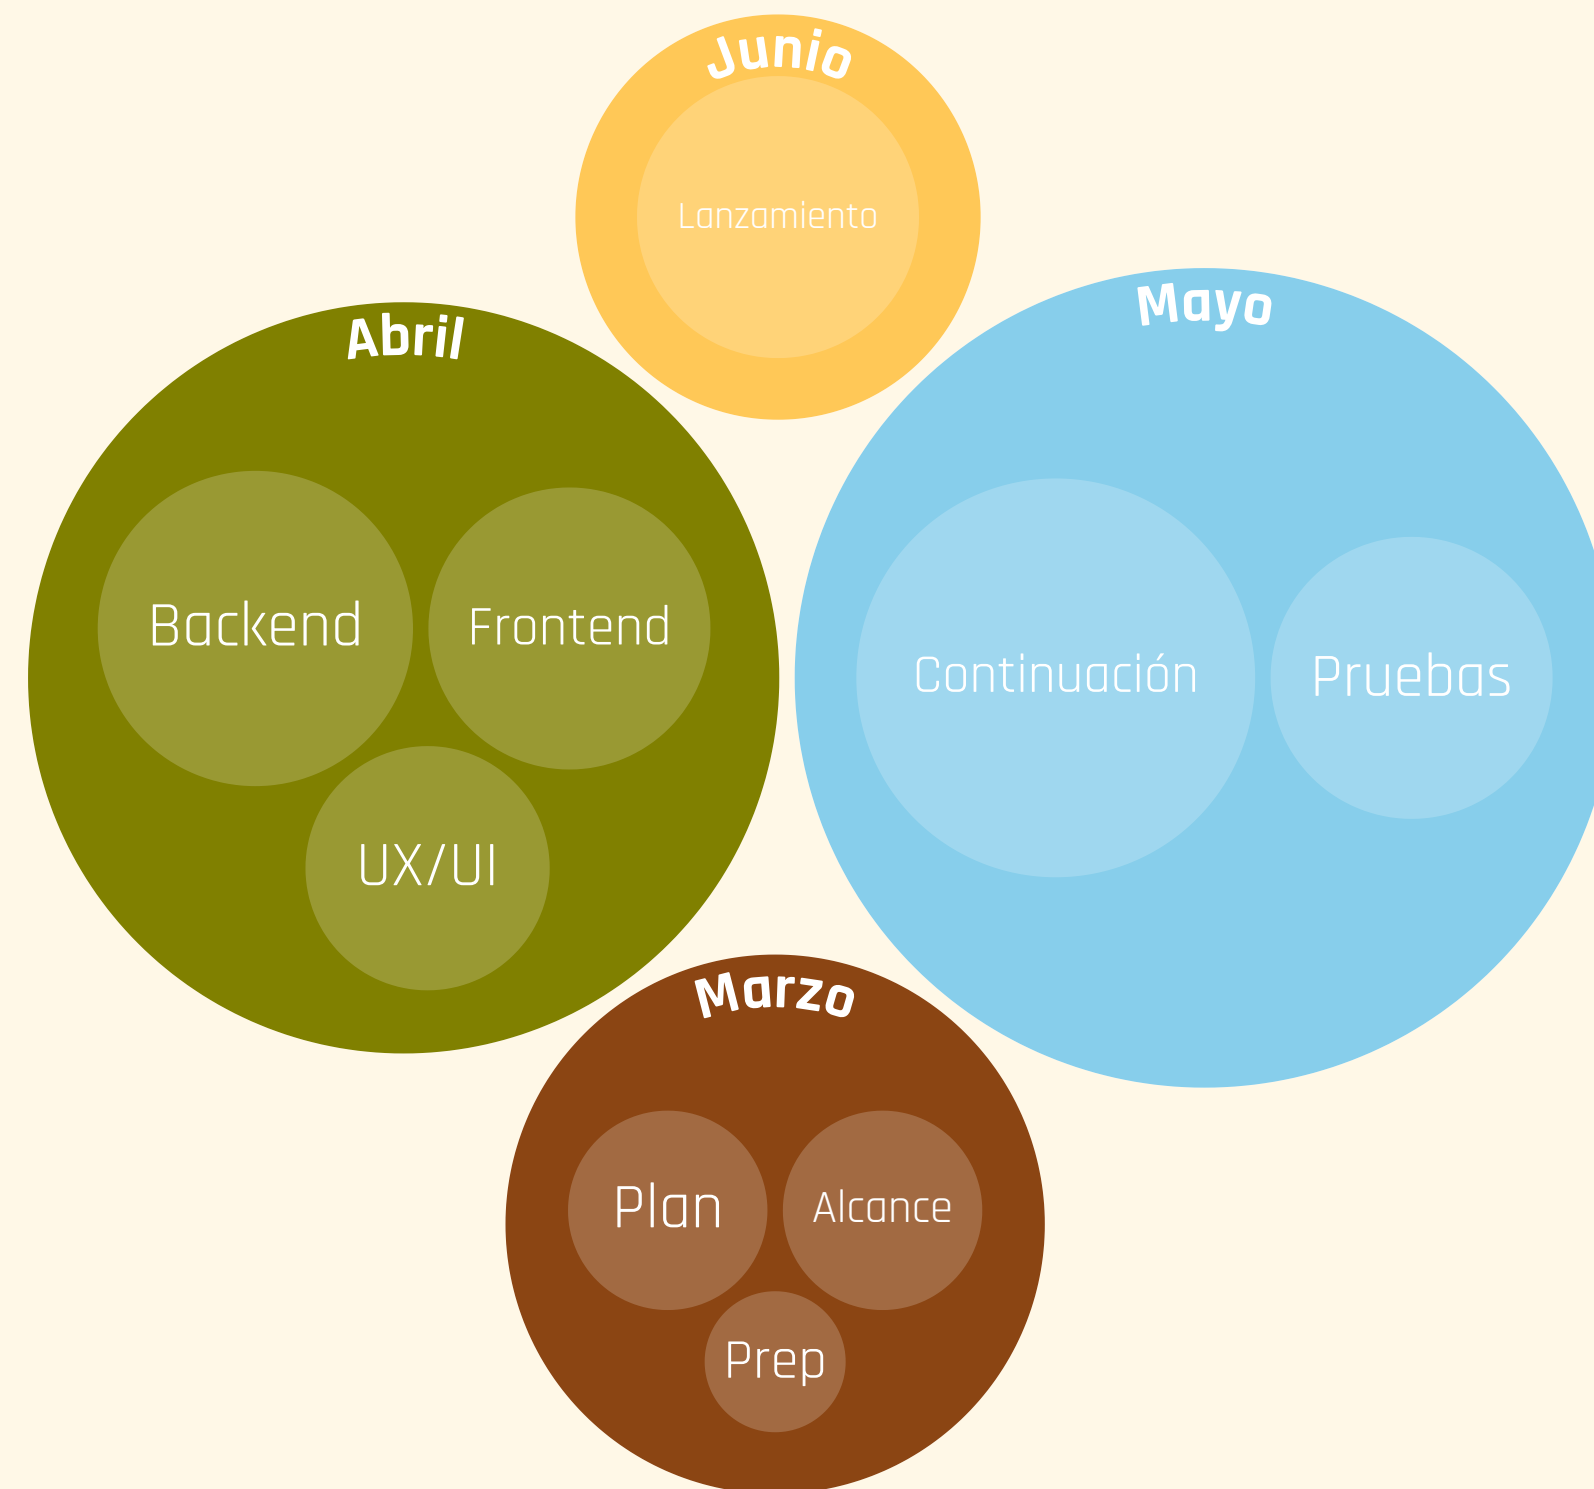 Junio
Lanzamiento
Abril
Backend
Frontend
UX/UI
Mayo
Continuación
Pruebas
Marzo
Plan
Alcance
Prep